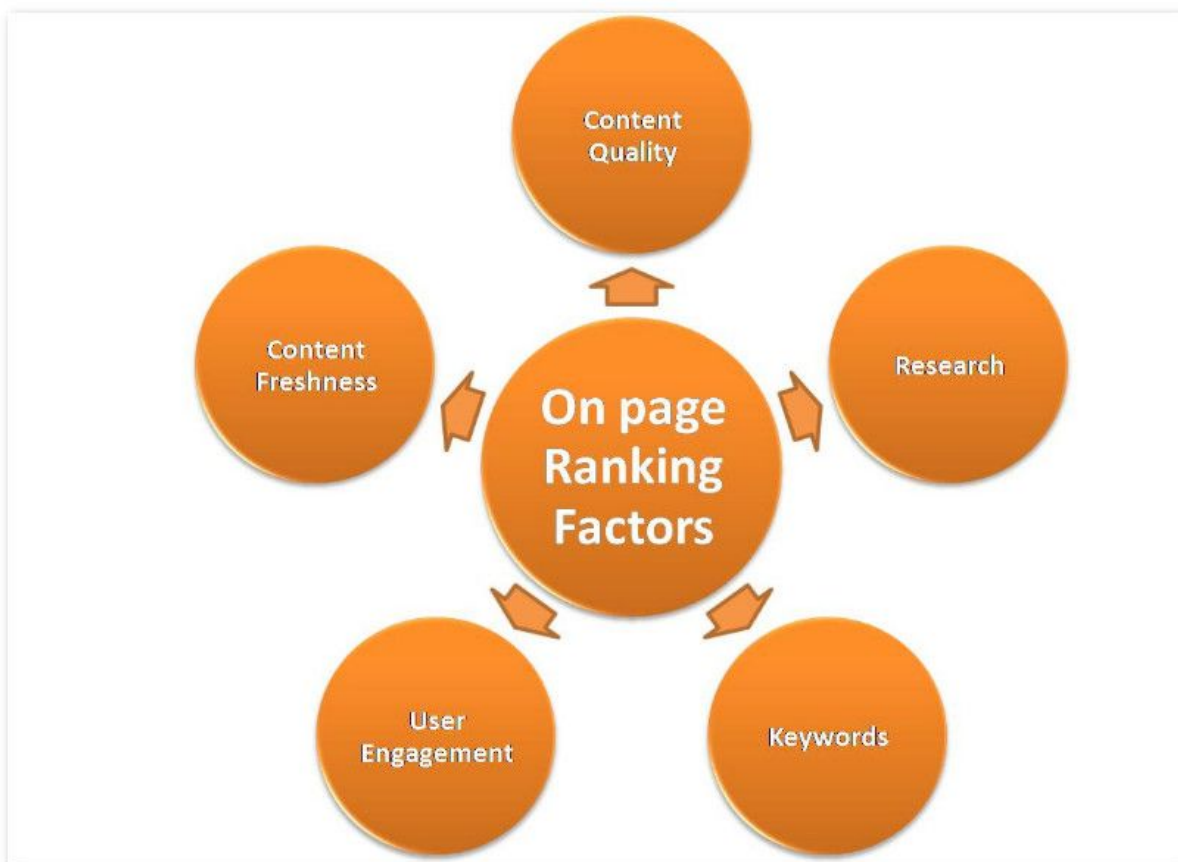 Content
Quality
Content
Freshness
Research
On page
Ranking
Factors
User
Engagement
Keywords